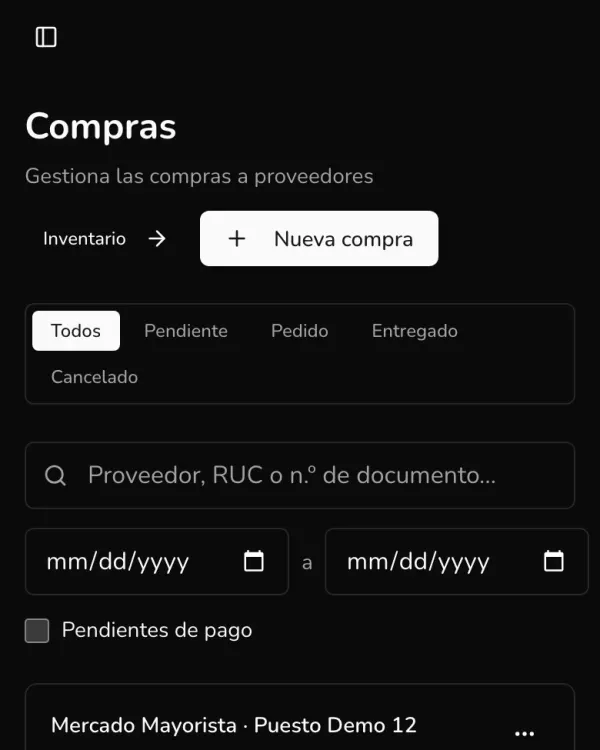 Compras
Gestiona las compras a proveedores
Inventario → + Nueva compra
Todos Pendiente Pedido Entregado
Cancelado
Proveedor, RUC o n.º de documento...
mm/dd/yyyy a mm/dd/yyyy
Pendientes de pago
Mercado Mayorista · Puesto Demo 12 ...